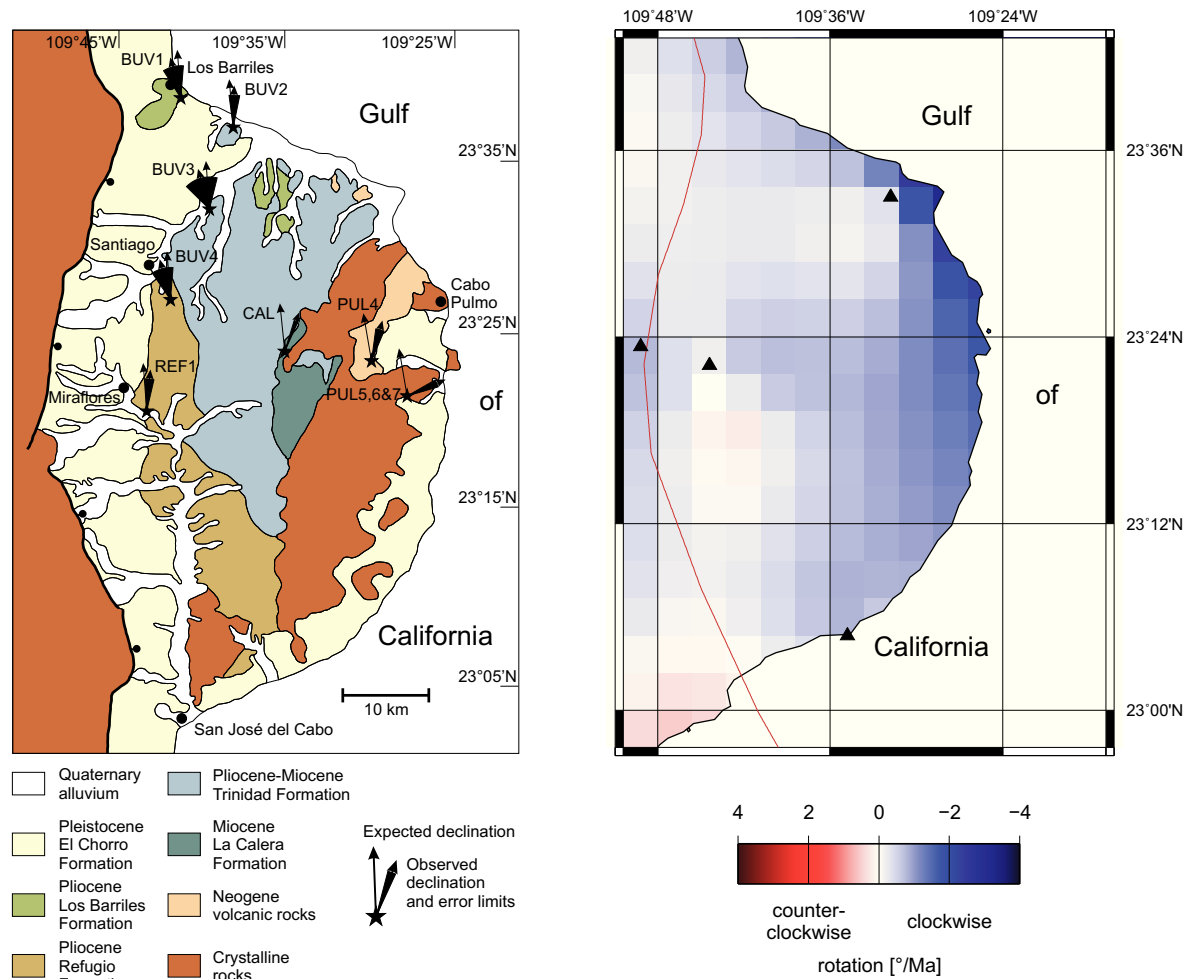 109°45'W
109°35'W
109°25'W
BUV1
Los Barriles
BUV2
Gulf
23°35'N
BUV3
Santiago
BUV4
Cabo
Pulmo
CAL
PUL4
23°25'N
REF1
Miraflores
PUL5,6&7
of
23°15'N
California
23°05'N
10 km
San José del Cabo
Quaternary
alluvium
Pleistocene
El Chorro
Formation
Pliocene
Los Barriles
Formation
Pliocene
Refugio
Pliocene-Miocene
Trinidad Formation
Miocene
La Calera
Formation
Neogene
volcanic rocks
Crystalline
rocks
Expected declination
Observed
declination
and error limits
109°48'W
109°36'W
109°24'W
Gulf
23°36'N
23°24'N
of
23°12'N
California
23°00'N
4 2 0 −2 −4
counter-
clockwise
clockwise
rotation [°/Ma]